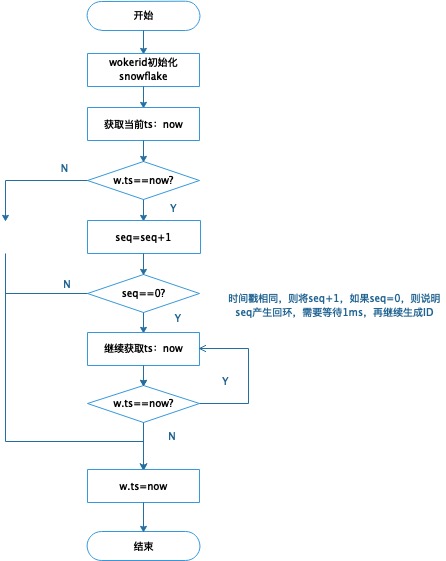 开始
wokerid初始化
snowflake
获取当前ts：now
N
w.ts==now?
Y
seq=seq+1
N
seq==0?
时间戳相同，则将seq+1，如果seq=0，则说明
seq产生回环，需要等待1ms，再继续生成ID
Y
继续获取ts：now
Y
w.ts==now?
N
w.ts=now
结束